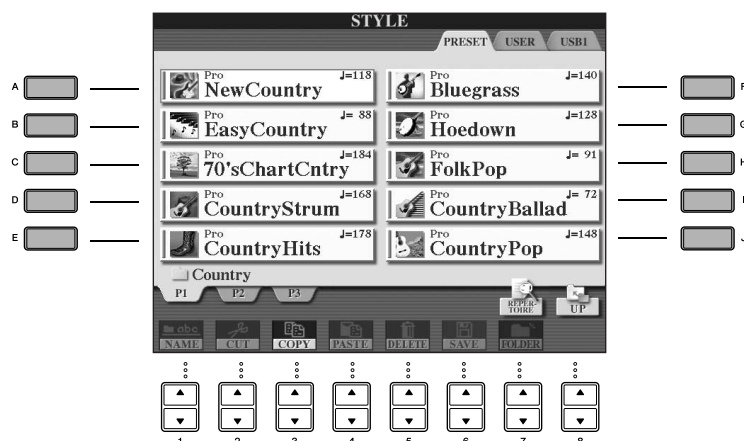 STYLE
PRESET USER USB1
A
Pro ♩=118
NewCountry
Pro ♩=140
Bluegrass
F
B
Pro ♩= 88
EasyCountry
Pro ♩=128
Hoedown
G
C
Pro ♩=184
70'sChartCntry
Pro ♩= 91
FolkPop
H
D
Pro ♩=168
CountryStrum
Pro ♩= 72
CountryBallad
I
E
Pro ♩=178
CountryHits
Pro ♩=148
CountryPop
J
Country
P1 P2 P3
REPER-
TOIRE
UP
abc
NAME CUT COPY PASTE DELETE SAVE FOLDER
1 2 3 4 5 6 7 8